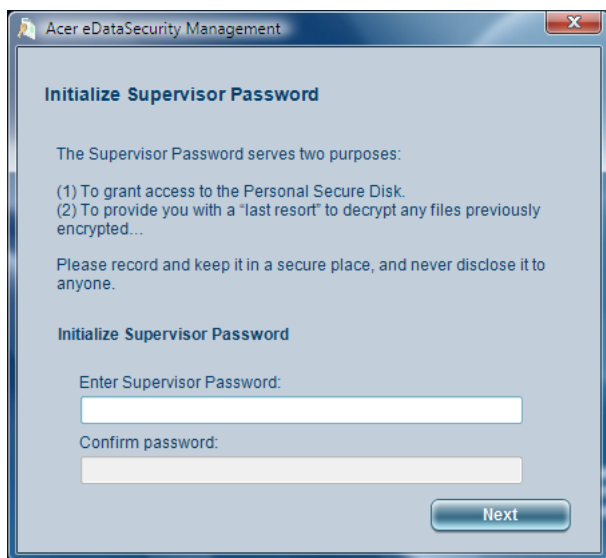 Acer eDataSecurity Management
Initialize Supervisor Password
The Supervisor Password serves two purposes:
(1) To grant access to the Personal Secure Disk.
(2) To provide you with a “last resort” to decrypt any files previously
encrypted...
Please record and keep it in a secure place, and never disclose it to
anyone.
Initialize Supervisor Password
Enter Supervisor Password:
Confirm password:
Next